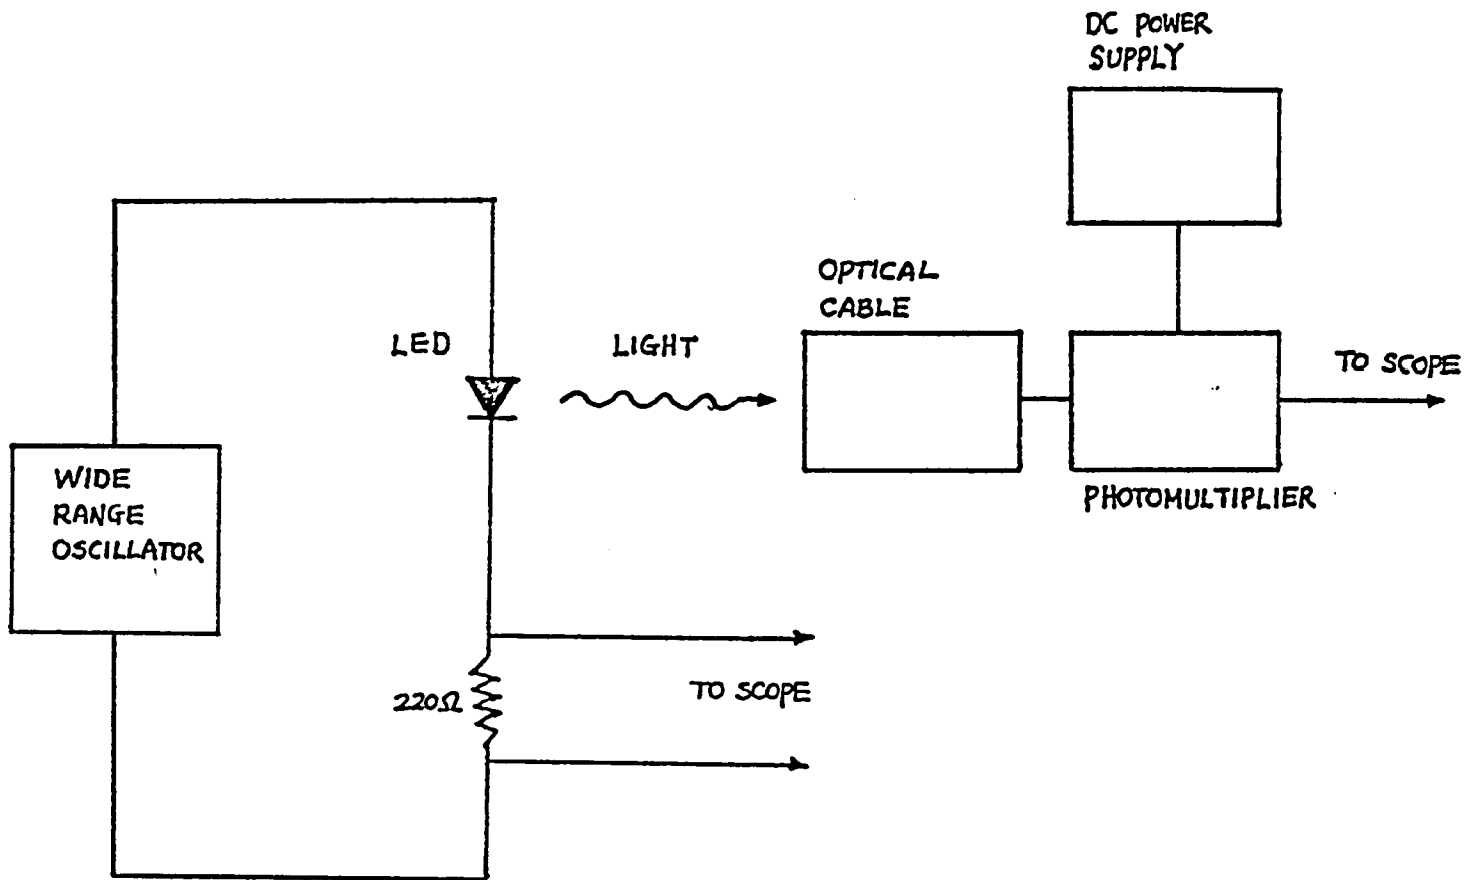 DC POWER
SUPPLY
OPTICAL
CABLE
LED
LIGHT
TO SCOPE
WIDE
RANGE
OSCILLATOR
PHOTOMULTIPLIER
220Ω
TO SCOPE